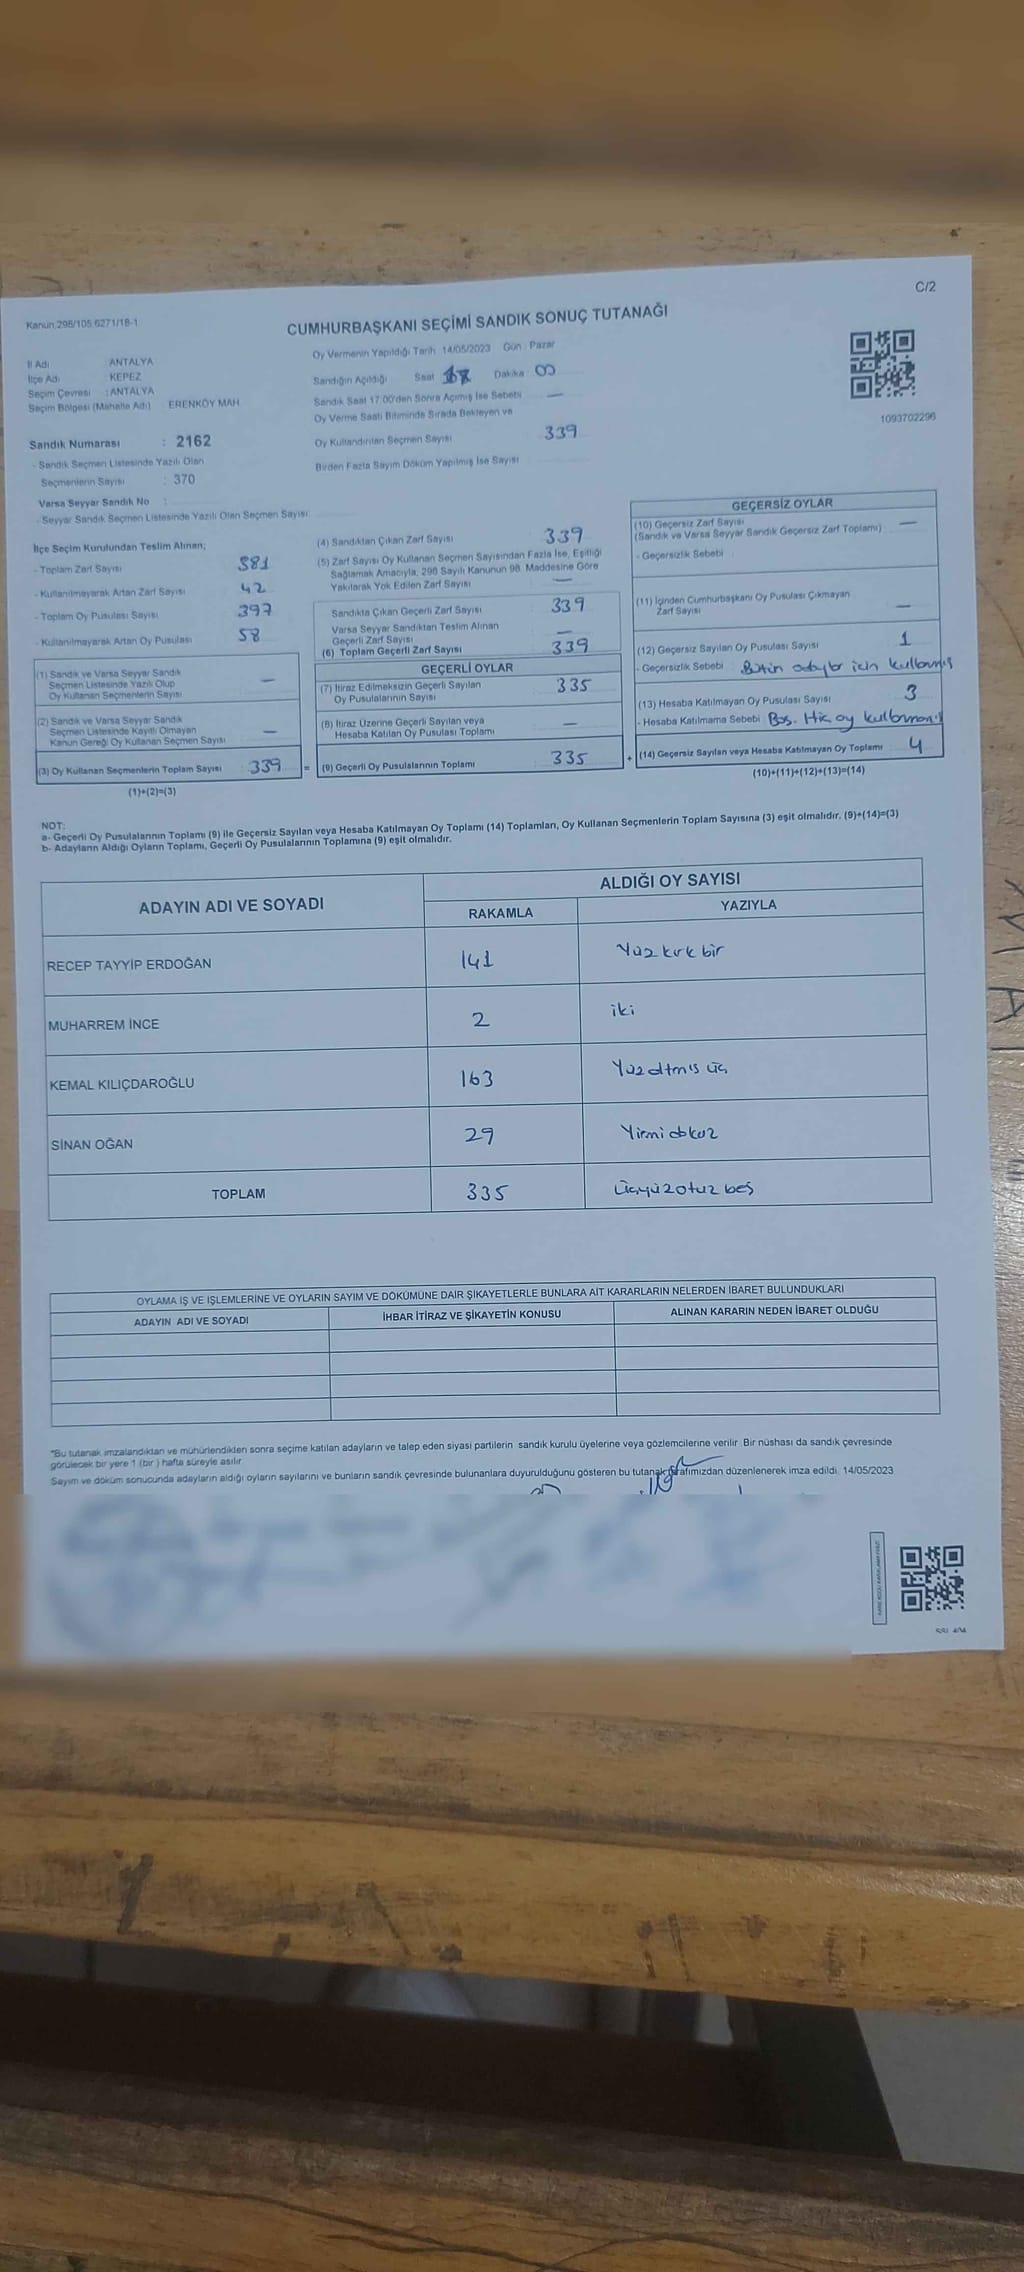 C/2
Kanun,298/105 6271/18-1
CUMHURBAŞKANI SEÇİMİ SANDIK SONUÇ TUTANAĞI
İl Adı : ANTALYA
İlçe Adı : KEPEZ
Seçim Çevresi : ANTALYA
Seçim Bölgesi (Mahalle Adı) : ERENKÖY MAH.
Sandık Numarası : 2162
- Sandık Seçmen Listesinde Yazılı Olan
Seçmenlerin Sayısı : 370
Varsa Seyyar Sandık No :
- Seyyar Sandık Seçmen Listesinde Yazılı Olan Seçmen Sayısı
Oy Vermenin Yapıldığı Tarih 14/05/2023 Gün : Pazar
Sandığın Açıldığı Saat Dakika 00
Sandık Saat 17.00'den Sonra Açımış İse Sebebi —
Oy Verme Saati Bitiminde Sırada Bekleyen ve
Oy Kullandırılan Seçmen Sayısı 339
Birden Fazla Sayım Döküm Yapılmış İse Sayısı
1093702296
İlçe Seçim Kurulundan Teslim Alınan;
- Toplam Zarf Sayısı 381
- Kullanılmayarak Artan Zarf Sayısı 42
- Toplam Oy Pusulası Sayısı 397
- Kullanılmayarak Artan Oy Pusulası 58
(1) Sandık ve Varsa Seyyar Sandık
Seçmen Listesinde Yazılı Olup
Oy Kullanan Seçmenlerin Sayısı —
(2) Sandık ve Varsa Seyyar Sandık
Seçmen Listesinde Kayıtlı Olmayan
Kanun Gereği Oy Kullanan Seçmen Sayısı —
(3) Oy Kullanan Seçmenlerin Toplam Sayısı : 339
(1)+(2)=(3)
(4) Sandıktan Çıkan Zarf Sayısı 339
(5) Zarf Sayısı Oy Kullanan Seçmen Sayısından Fazla İse, Eşitliği
Sağlamak Amacıyla, 298 Sayılı Kanunun 98. Maddesine Göre
Yakılarak Yok Edilen Zarf Sayısı —
Sandıkta Çıkan Geçerli Zarf Sayısı 339
Varsa Seyyar Sandıktan Teslim Alınan
Geçerli Zarf Sayısı —
(6) Toplam Geçerli Zarf Sayısı 339
GEÇERLİ OYLAR
(7) İtiraz Edilmeksizin Geçerli Sayılan
Oy Pusulalarının Sayısı 335
(8) İtiraz Üzerine Geçerli Sayılan veya
Hesaba Katılan Oy Pusulası Toplamı —
= (9) Geçerli Oy Pusulalarının Toplamı 335
GEÇERSİZ OYLAR
(10) Geçersiz Zarf Sayısı —
(Sandık ve Varsa Seyyar Sandık Geçersiz Zarf Toplamı)
- Geçersizlik Sebebi
(11) İçinden Cumhurbaşkanı Oy Pusulası Çıkmayan
Zarf Sayısı —
(12) Geçersiz Sayılan Oy Pusulası Sayısı 1
- Geçersizlik Sebebi Bütün adaylar için kullanmış
(13) Hesaba Katılmayan Oy Pusulası Sayısı 3
- Hesaba Katılmama Sebebi Boş. Hiç oy
+ (14) Geçersiz Sayılan veya Hesaba Katılmayan Oy Toplamı 4
(10)+(11)+(12)+(13)=(14)
NOT:
a- Geçerli Oy Pusulalarının Toplamı (9) ile Geçersiz Sayılan veya Hesaba Katılmayan Oy Toplamı (14) Toplamları, Oy Kullanan Seçmenlerin Toplam Sayısına (3) eşit olmalıdır. (9)+(14)=(3)
b- Adayların Aldığı Oyların Toplamı, Geçerli Oy Pusulalarının Toplamına (9) eşit olmalıdır.
ADAYIN ADI VE SOYADI ALDIĞI OY SAYISI
RAKAMLA YAZIYLA
RECEP TAYYİP ERDOĞAN 141 Yüz kırk bir
MUHARREM İNCE 2 iki
KEMAL KILIÇDAROĞLU 163 Yüzaltmış üç
SİNAN OĞAN 29 Yirmi dokuz
TOPLAM 335 Üçyüzotuz beş
OYLAMA İŞ VE İŞLEMLERİNE VE OYLARIN SAYIM VE DÖKÜMÜNE DAİR ŞİKAYETLERLE BUNLARA AİT KARARLARIN NELERDEN İBARET BULUNDUKLARI
ADAYIN ADI VE SOYADI İHBAR İTİRAZ VE ŞİKAYETİN KONUSU ALINAN KARARIN NEDEN İBARET OLDUĞU
"Bu tutanak imzalandıktan ve mühürlendikten sonra seçime katılan adayların ve talep eden siyasi partilerin sandık kurulu üyelerine veya gözlemcilerine verilir. Bir nüshası da sandık çevresinde
görülecek bir yere 1 (bir ) hafta süreyle asılır.
Sayım ve döküm sonucunda adayların aldığı oyların sayılarını ve bunların sandık çevresinde bulunanlara duyurulduğunu gösteren bu tutanak tarafımızdan düzenlenerek imza edildi. 14/05/2023